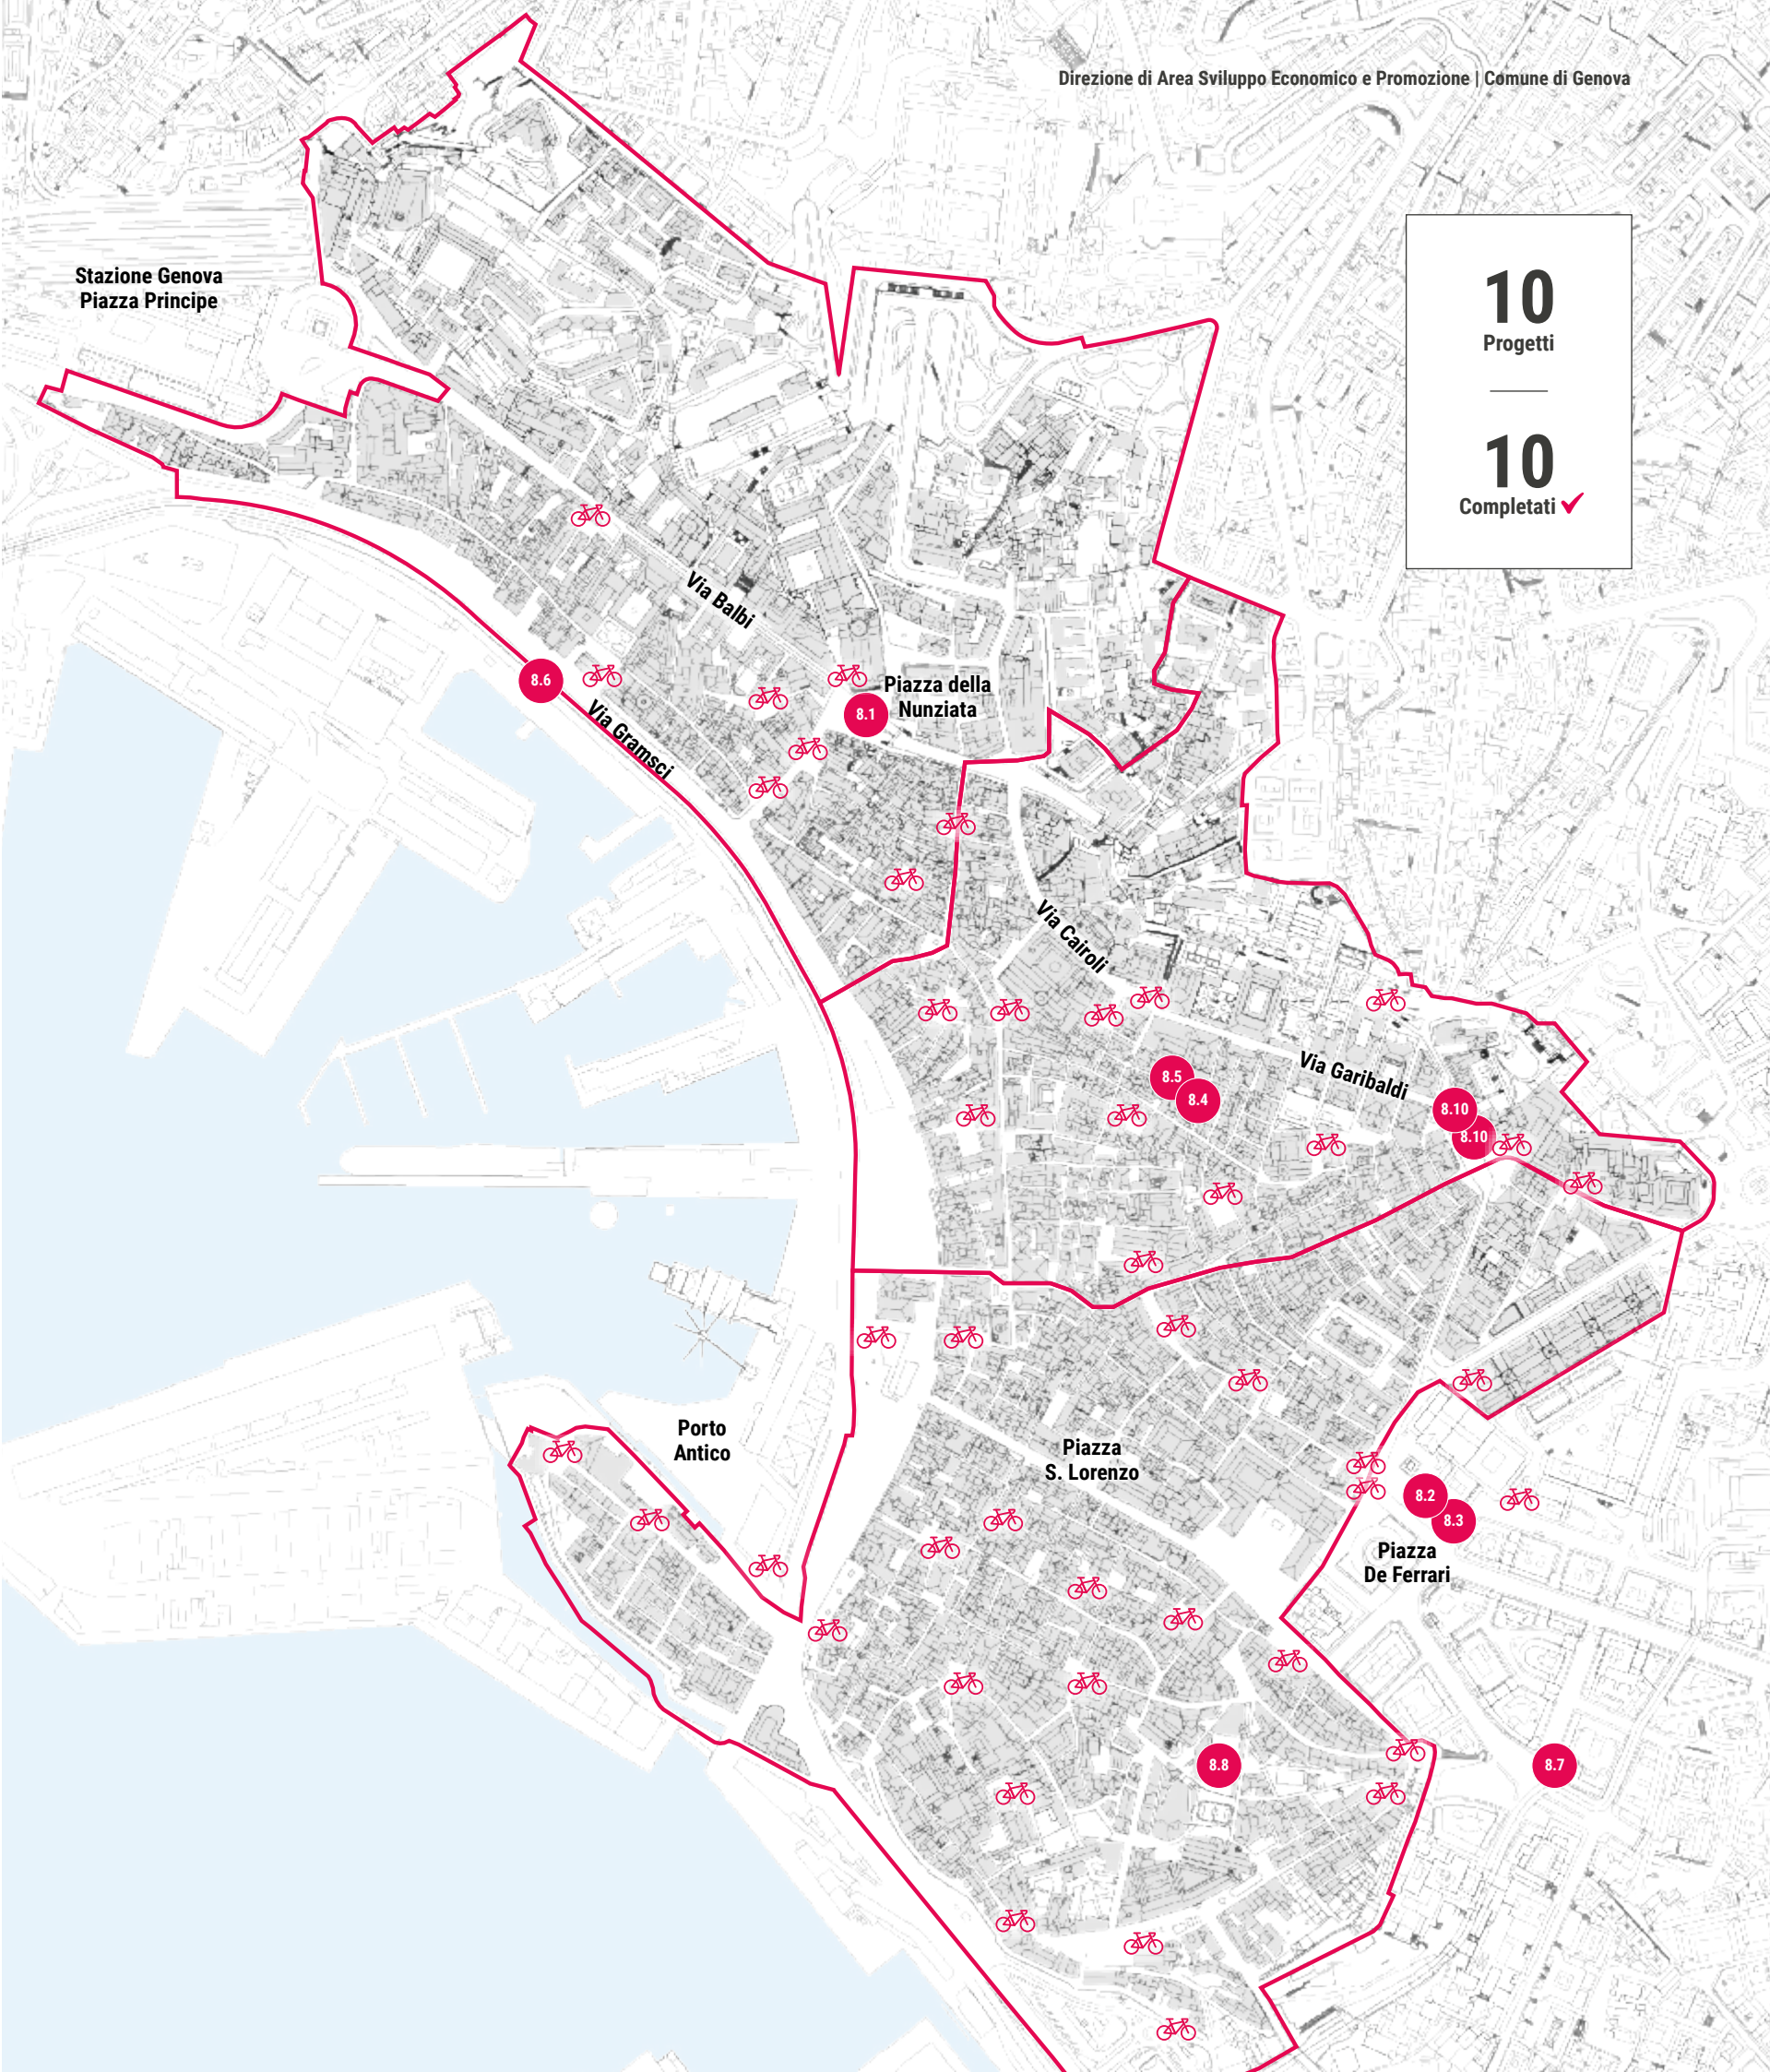 Direzione di Area Sviluppo Economico e Promozione | Comune di Genova
10
Progetti
10
Completati
Stazione Genova
Piazza Principe
Via Balbi
8.6
Via Gramsci
8.1
Piazza della
Nunziata
Via Cairoli
Via Garibaldi
8.5
8.4
8.10
8.10
Porto
Antico
Piazza
S. Lorenzo
8.2
8.3
Piazza
De Ferrari
8.8
8.7